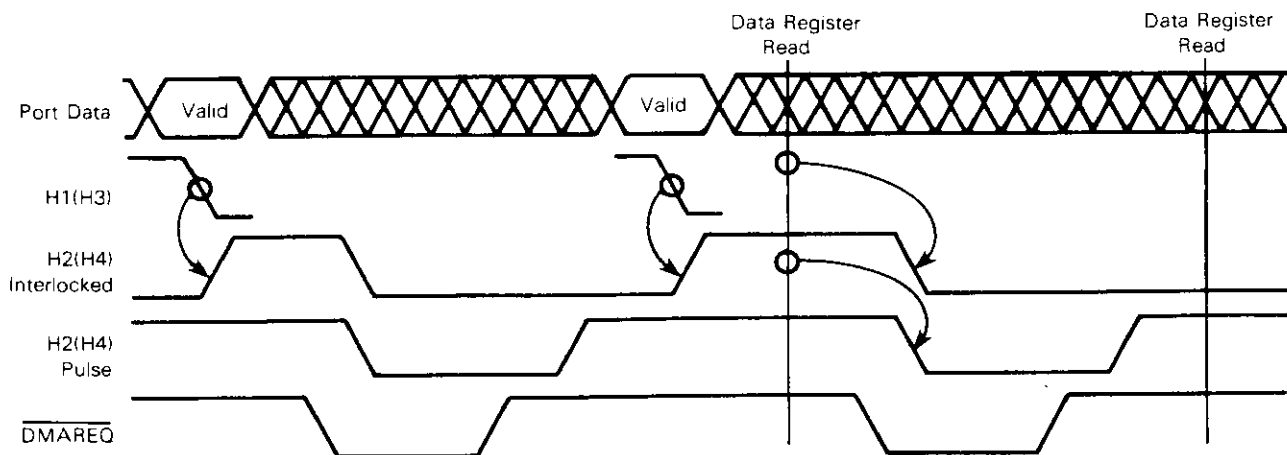 Data Register
Read
Data Register
Read
Port Data
Valid
Valid
H1(H3)
H2(H4)
Interlocked
H2(H4)
Pulse
DMAREQ